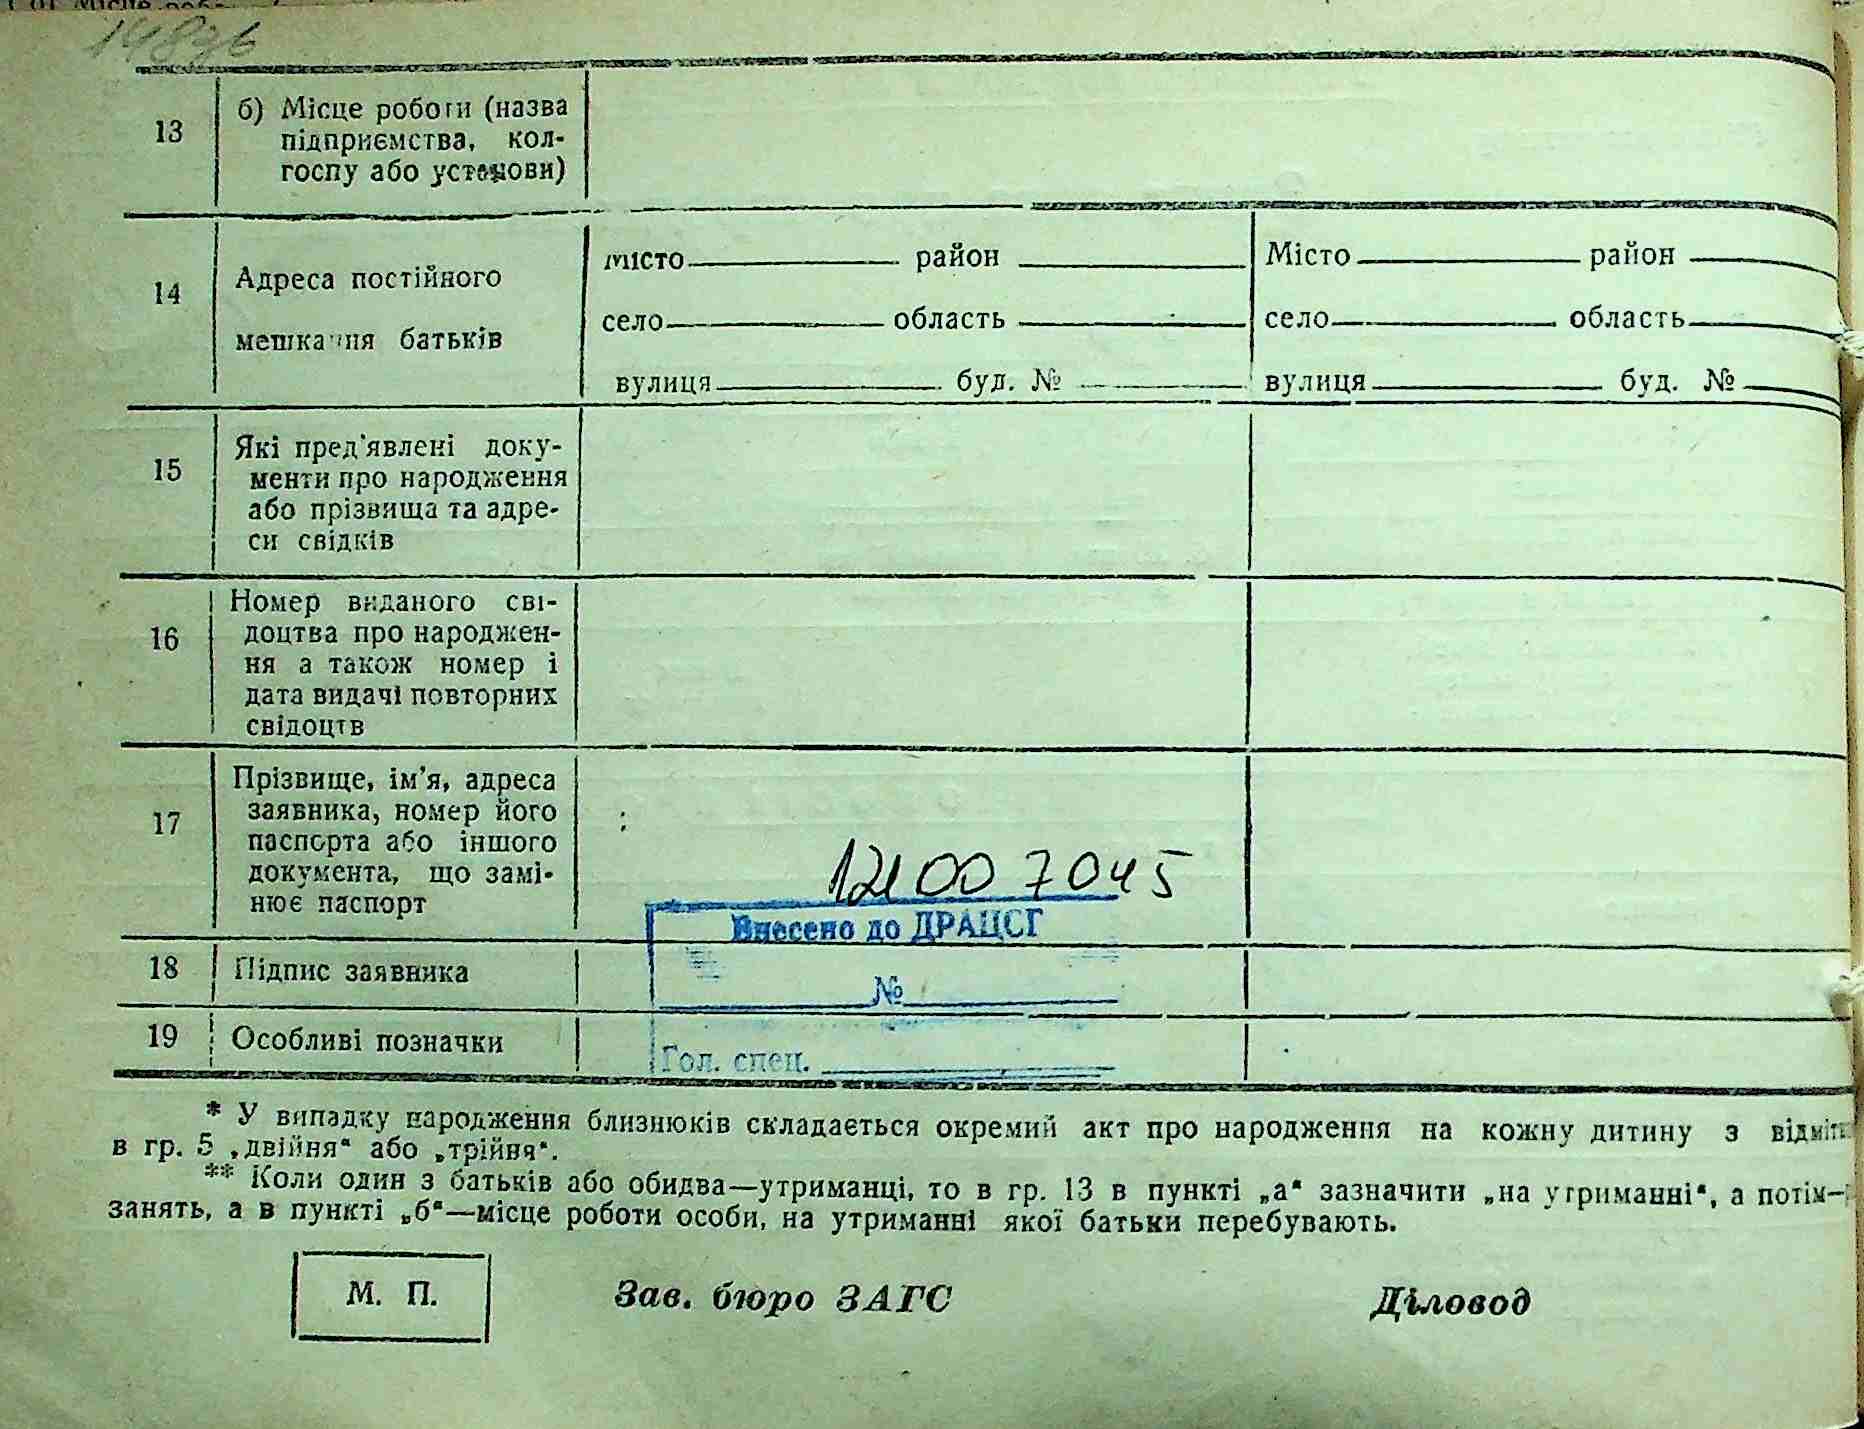 13
б) Місце роботи (назва
підприємства, кол-
госпу або установи)
14
Адреса постійного
мешкання батьків
місто район
село область
вулиця буд. №
Місто район
село область
вулиця буд. №
15
Які пред'явлені доку-
менти про народження
або прізвища та адре-
си свідків
16
Номер виданого сві-
доцтва про народжен-
ня а також номер і
дата видачі повторних
свідоцтв
17
Прізвище, ім'я, адреса
заявника, номер його
паспорта або іншого
документа, що замі-
нює паспорт
121007045
Внесено до ДРАЦСГ
№
Гол. спец.
18
Підпис заявника
19
Особливі позначки
* У випадку народження близнюків складається окремий акт про народження на кожну дитину з
в гр. 5 „двійня“ або „трійня“.
** Коли один з батьків або обидва—утриманці, то в гр. 13 в пункті „а“ зазначити „на утриманні“, а потім—
занять, а в пункті „б“—місце роботи особи, на утриманні якої батьки перебувають.
М. П.
Зав. бюро ЗАГС
Діловод